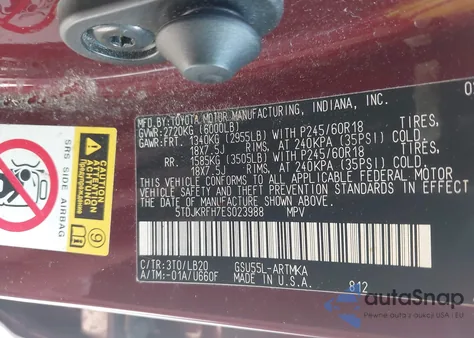 MFD.BY:TOYOTA MOTOR MANUFACTURING, INDIANA, INC.
GVWR:2720KG (6000LB)
GAWR:FRT. 1340KG (2955LB) WITH P245/60R18 TIRES,
18X7.5J RIMS, AT 240KPA (35PSI) COLD.
RR. 1585KG (3505LB) WITH P245/60R18 TIRES,
18X7.5J RIMS, AT 240KPA (35PSI) COLD.
THIS VEHICLE CONFORMS TO ALL APPLICABLE FEDERAL MOTOR
VEHICLE SAFETY AND THEFT PREVENTION STANDARDS IN EFFECT ON
THE DATE OF MANUFACTURE SHOWN ABOVE.
5TDJKRFH7ES023988 MPV
C/TR:3T0/LB20 GSU55L-ARTMKA
A/TM:-01A/U660F MADE IN U.S.A.
812
SRS SIDE AIRBAG
CAUTION
ATTENTION
9
autoSnap